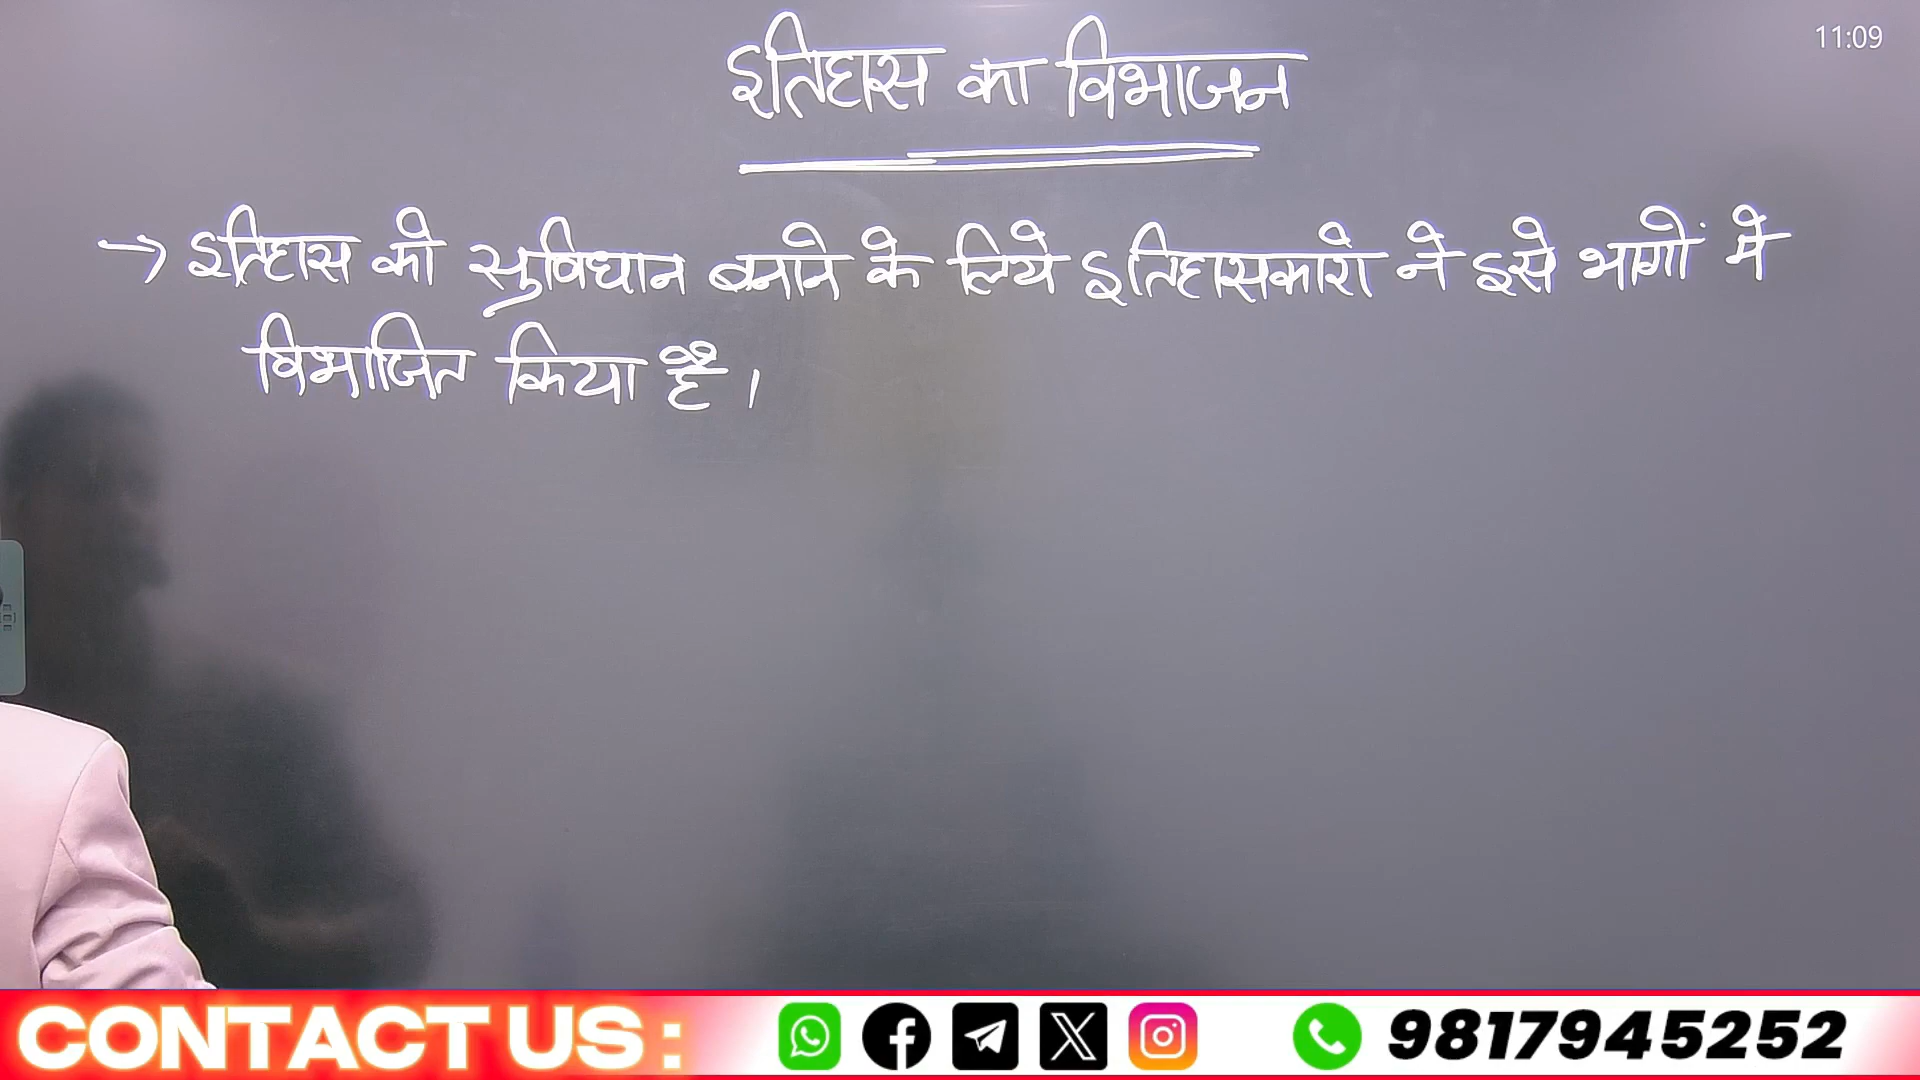 11:09
इतिहास का विभाजन
→ इतिहास को सुविधान बनाने के लिये इतिहासकारो ने इसे भागों में
विभाजित किया है।
CONTACT US : 9817945252